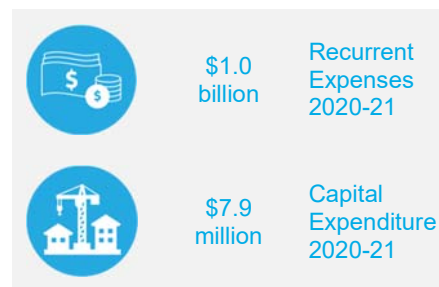 $
$
$1.0
billion
Recurrent
Expenses
2020-21
$7.9
million
Capital
Expenditure
2020-21